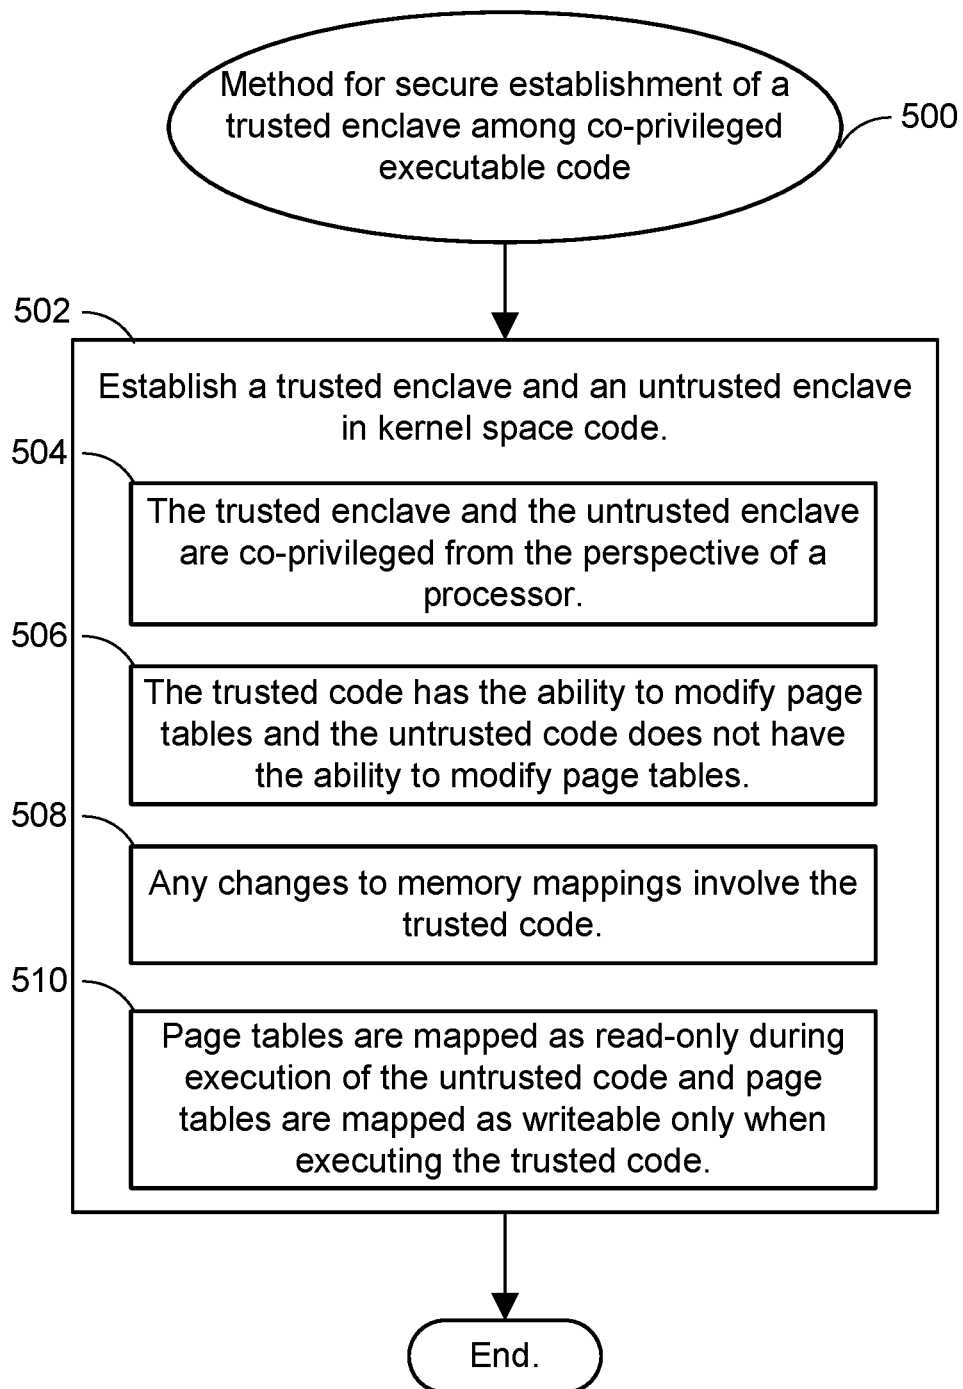 Method for secure establishment of a
trusted enclave among co-privileged
executable code
500
502
Establish a trusted enclave and an untrusted enclave
in kernel space code.
504
The trusted enclave and the untrusted enclave
are co-privileged from the perspective of a
processor.
506
The trusted code has the ability to modify page
tables and the untrusted code does not have
the ability to modify page tables.
508
Any changes to memory mappings involve the
trusted code.
510
Page tables are mapped as read-only during
execution of the untrusted code and page
tables are mapped as writeable only when
executing the trusted code.
End.